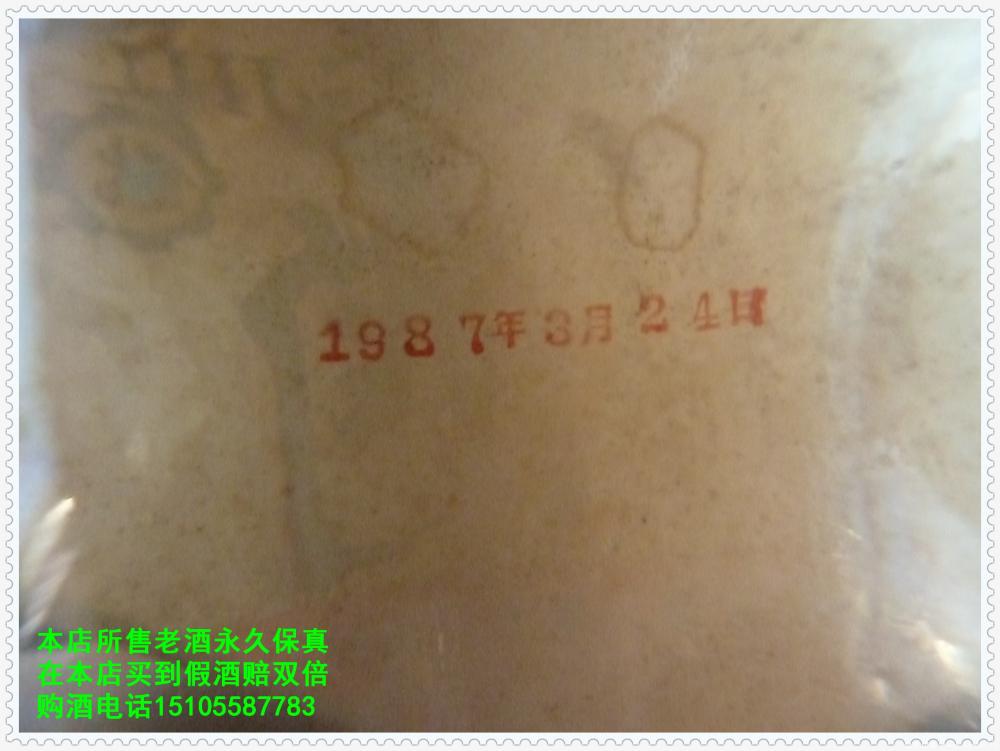 1987年3月24日
本店所售老酒永久保真
在本店买到假酒赔双倍
购酒电话15105587783